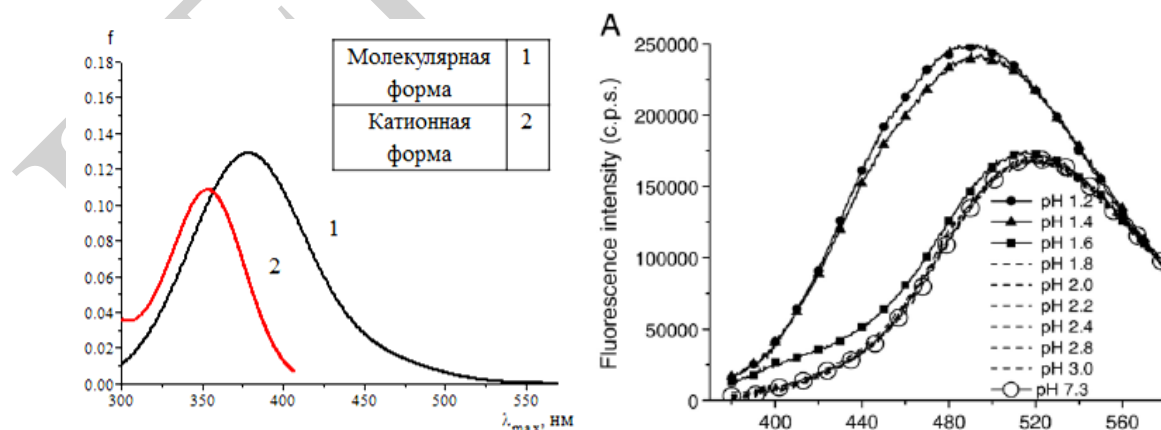 f
0.18
0.16
0.14
0.12
0.10
0.08
0.06
0.04
0.02
0.00
300
350
400
450
500
550
λmax, нм
Молекулярная форма 1
Катионная форма 2
1
2
A
Fluorescence intensity (c.p.s.)
250000
200000
150000
100000
50000
0
400
440
480
520
560
pH 1.2
pH 1.4
pH 1.6
pH 1.8
pH 2.0
pH 2.2
pH 2.4
pH 2.8
pH 3.0
pH 7.3